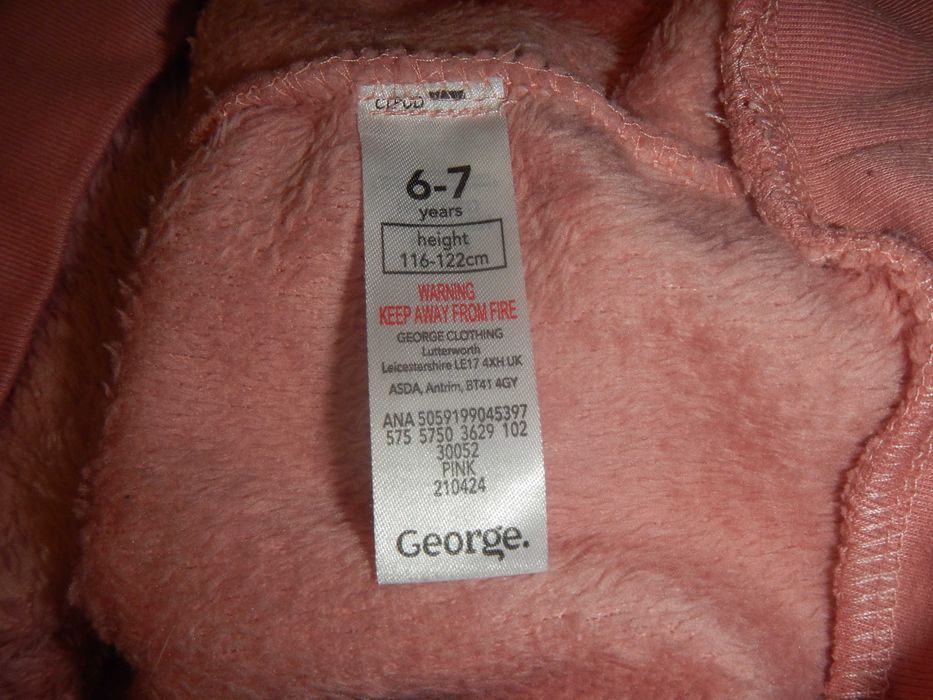 6-7
years
height
116-122cm
WARNING
KEEP AWAY FROM FIRE
GEORGE CLOTHING
Lutterworth
Leicestershire LE17 4XH UK
ASDA, Antrim, BT41 4GY
ANA 5059199045397
575 5750 3629 102
30052
PINK
210424
George.